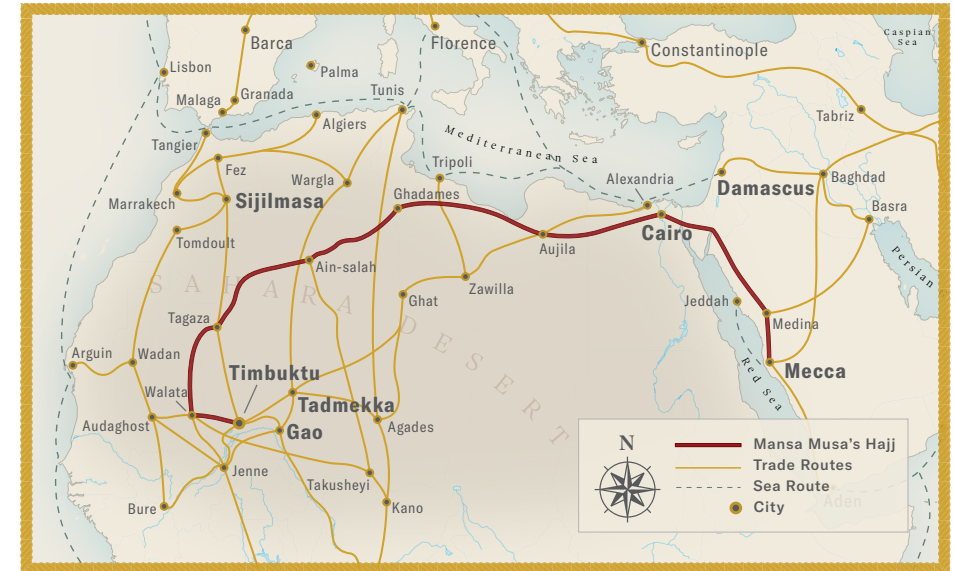 Caspian
Sea
Barca
Florence
Constantinople
Lisbon
Palma
Malaga
Granada
Tunis
Tabriz
Algiers
Tangier
Mediterranean Sea
Fez
Wargla
Tripoli
Alexandria
Damascus
Baghdad
Marrakech
Sijilmasa
Ghadames
Basra
Tomdoult
Aujila
Cairo
Ain-salah
Persian
SAHARA DESERT
Zawilla
Ghat
Jeddah
Tagaza
Medina
Arguin
Wadan
Timbuktu
Mecca
Red Sea
Walata
Tadmekka
Audaghost
Gao
Agades
N
Mansa Musa's Hajj
Trade Routes
Sea Route
City
Jenne
Takusheyi
Bure
Kano
Aden